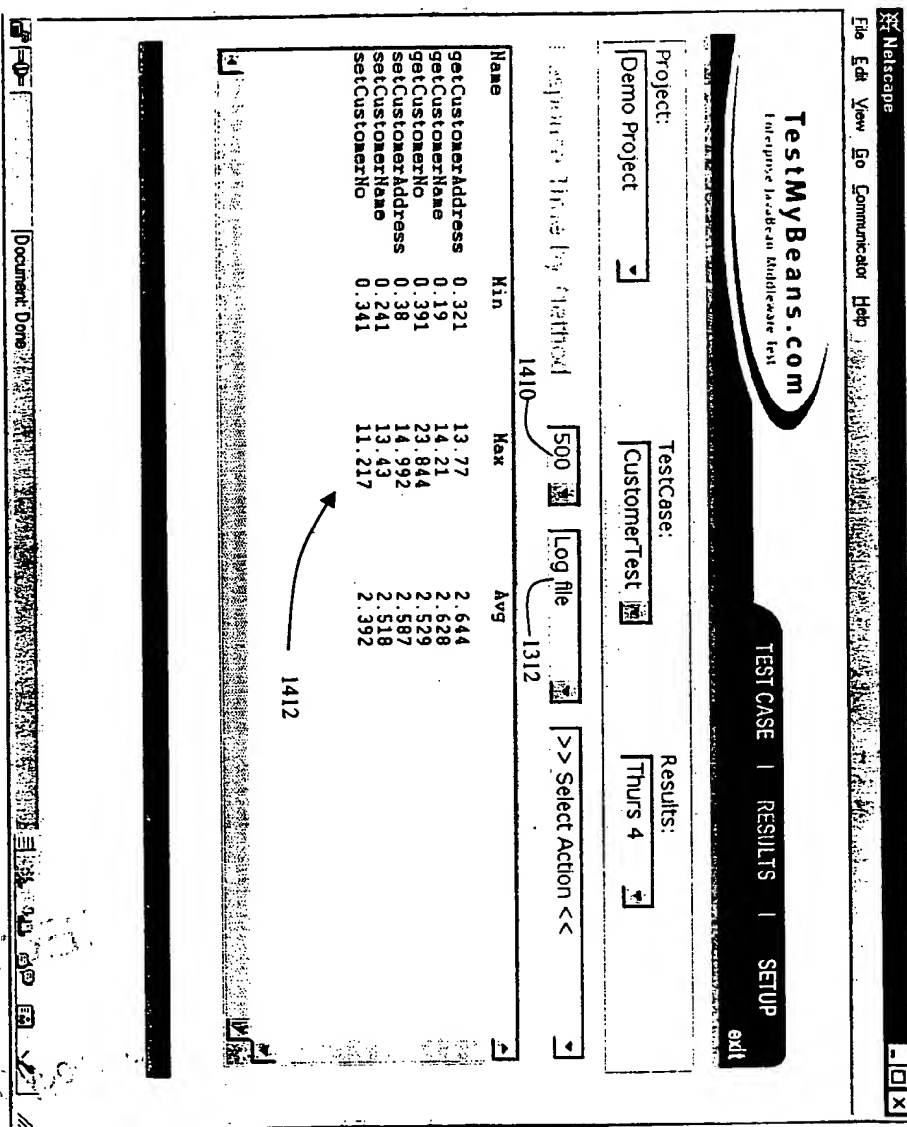 Netscape
File Edit View Go Communicator Help
TestMyBeans.com
Enterprise JavaBean Middleware Test
TEST CASE | RESULTS | SETUP
exit
Project: TestCase: Results:
Demo Project CustomerTest Thurs 4
Response Time by Method 500 Log file >> Select Action <<
1410 1312
Name Min Max Avg
getCustomerAddress 0.321 13.77 2.644
getCustomerName 0.19 14.21 2.628
getCustomerNo 0.391 23.844 2.529
setCustomerAddress 0.38 14.992 2.587
setCustomerName 0.241 13.43 2.518
setCustomerNo 0.341 11.217 2.392
1412
Document: Done